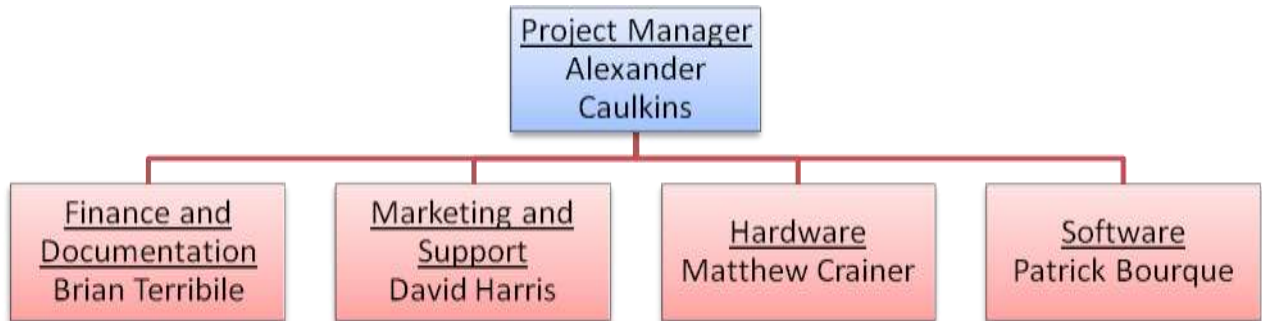 Project Manager
Alexander
Caulkins
Finance and
Documentation
Brian Terribile
Marketing and
Support
David Harris
Hardware
Matthew Crainer
Software
Patrick Bourque